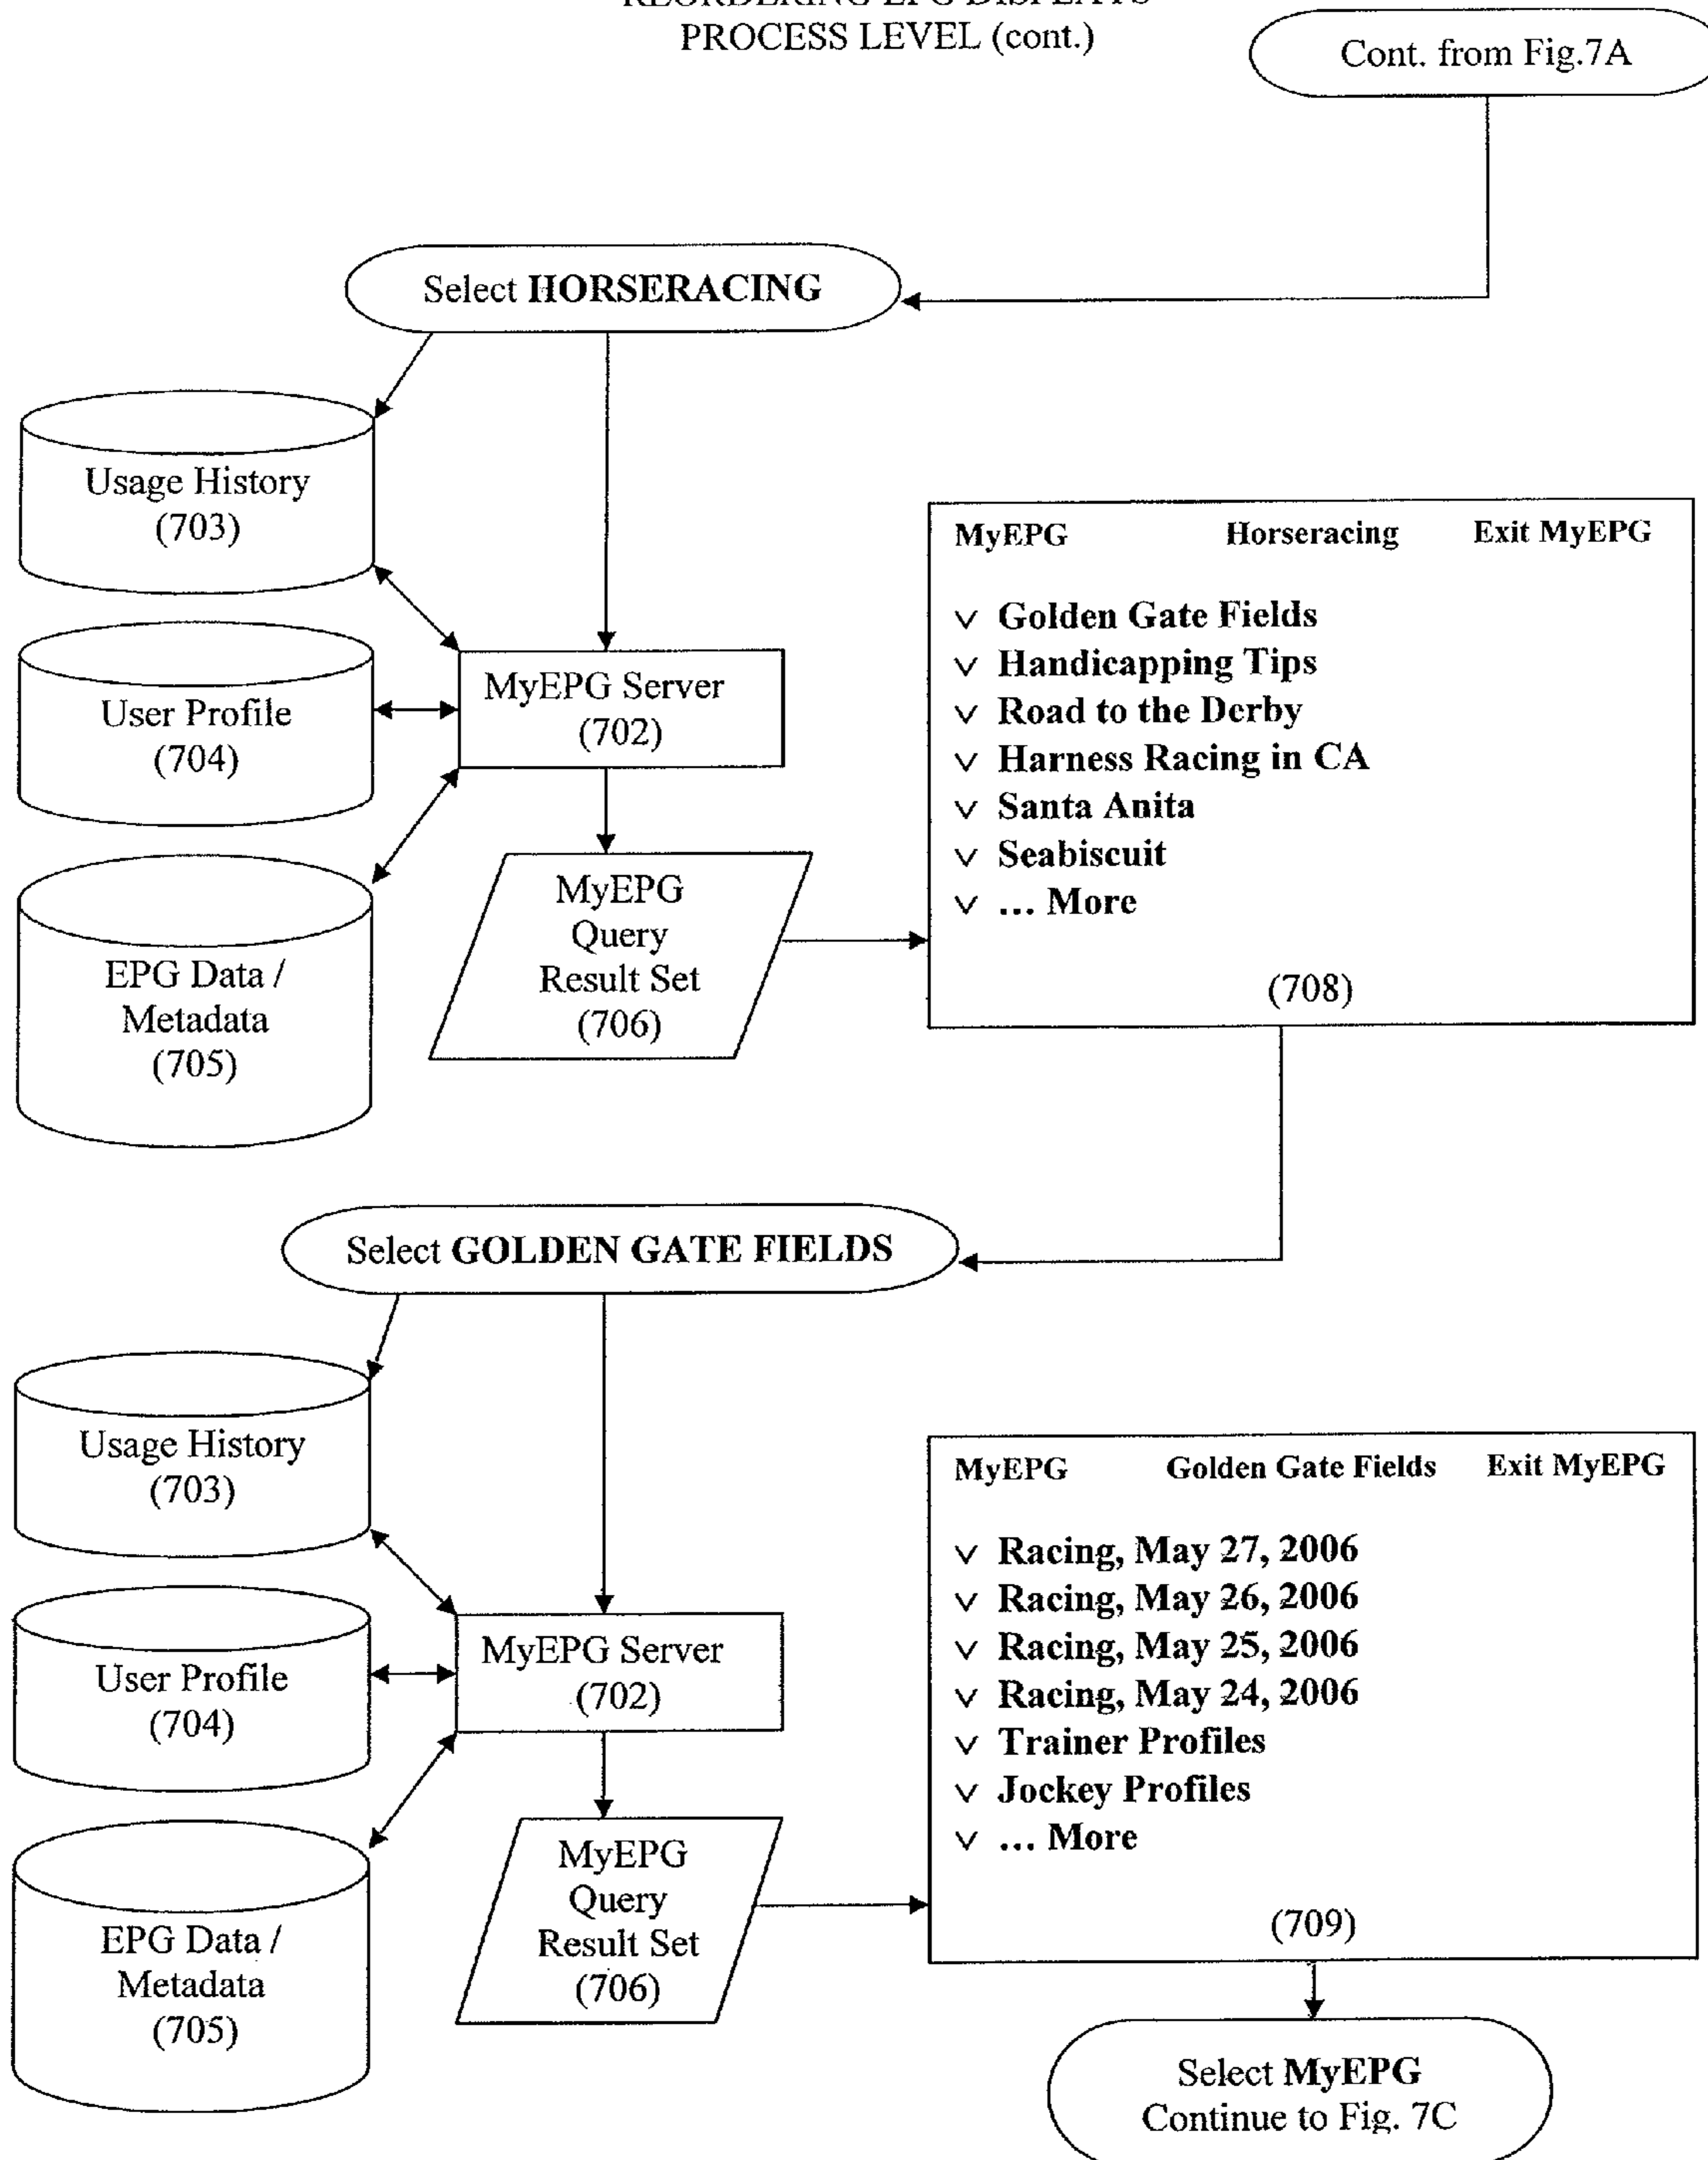 REORDERING EPG DISPLAYS
PROCESS LEVEL (cont.)
Cont. from Fig.7A
Select HORSERACING
Usage History
(703)
User Profile
(704)
EPG Data /
Metadata
(705)
MyEPG Server
(702)
MyEPG
Query
Result Set
(706)
MyEPG Horseracing Exit MyEPG
v Golden Gate Fields
v Handicapping Tips
v Road to the Derby
v Harness Racing in CA
v Santa Anita
v Seabiscuit
v ... More
(708)
Select GOLDEN GATE FIELDS
Usage History
(703)
User Profile
(704)
EPG Data /
Metadata
(705)
MyEPG Server
(702)
MyEPG
Query
Result Set
(706)
MyEPG Golden Gate Fields Exit MyEPG
v Racing, May 27, 2006
v Racing, May 26, 2006
v Racing, May 25, 2006
v Racing, May 24, 2006
v Trainer Profiles
v Jockey Profiles
v ... More
(709)
Select MyEPG
Continue to Fig. 7C